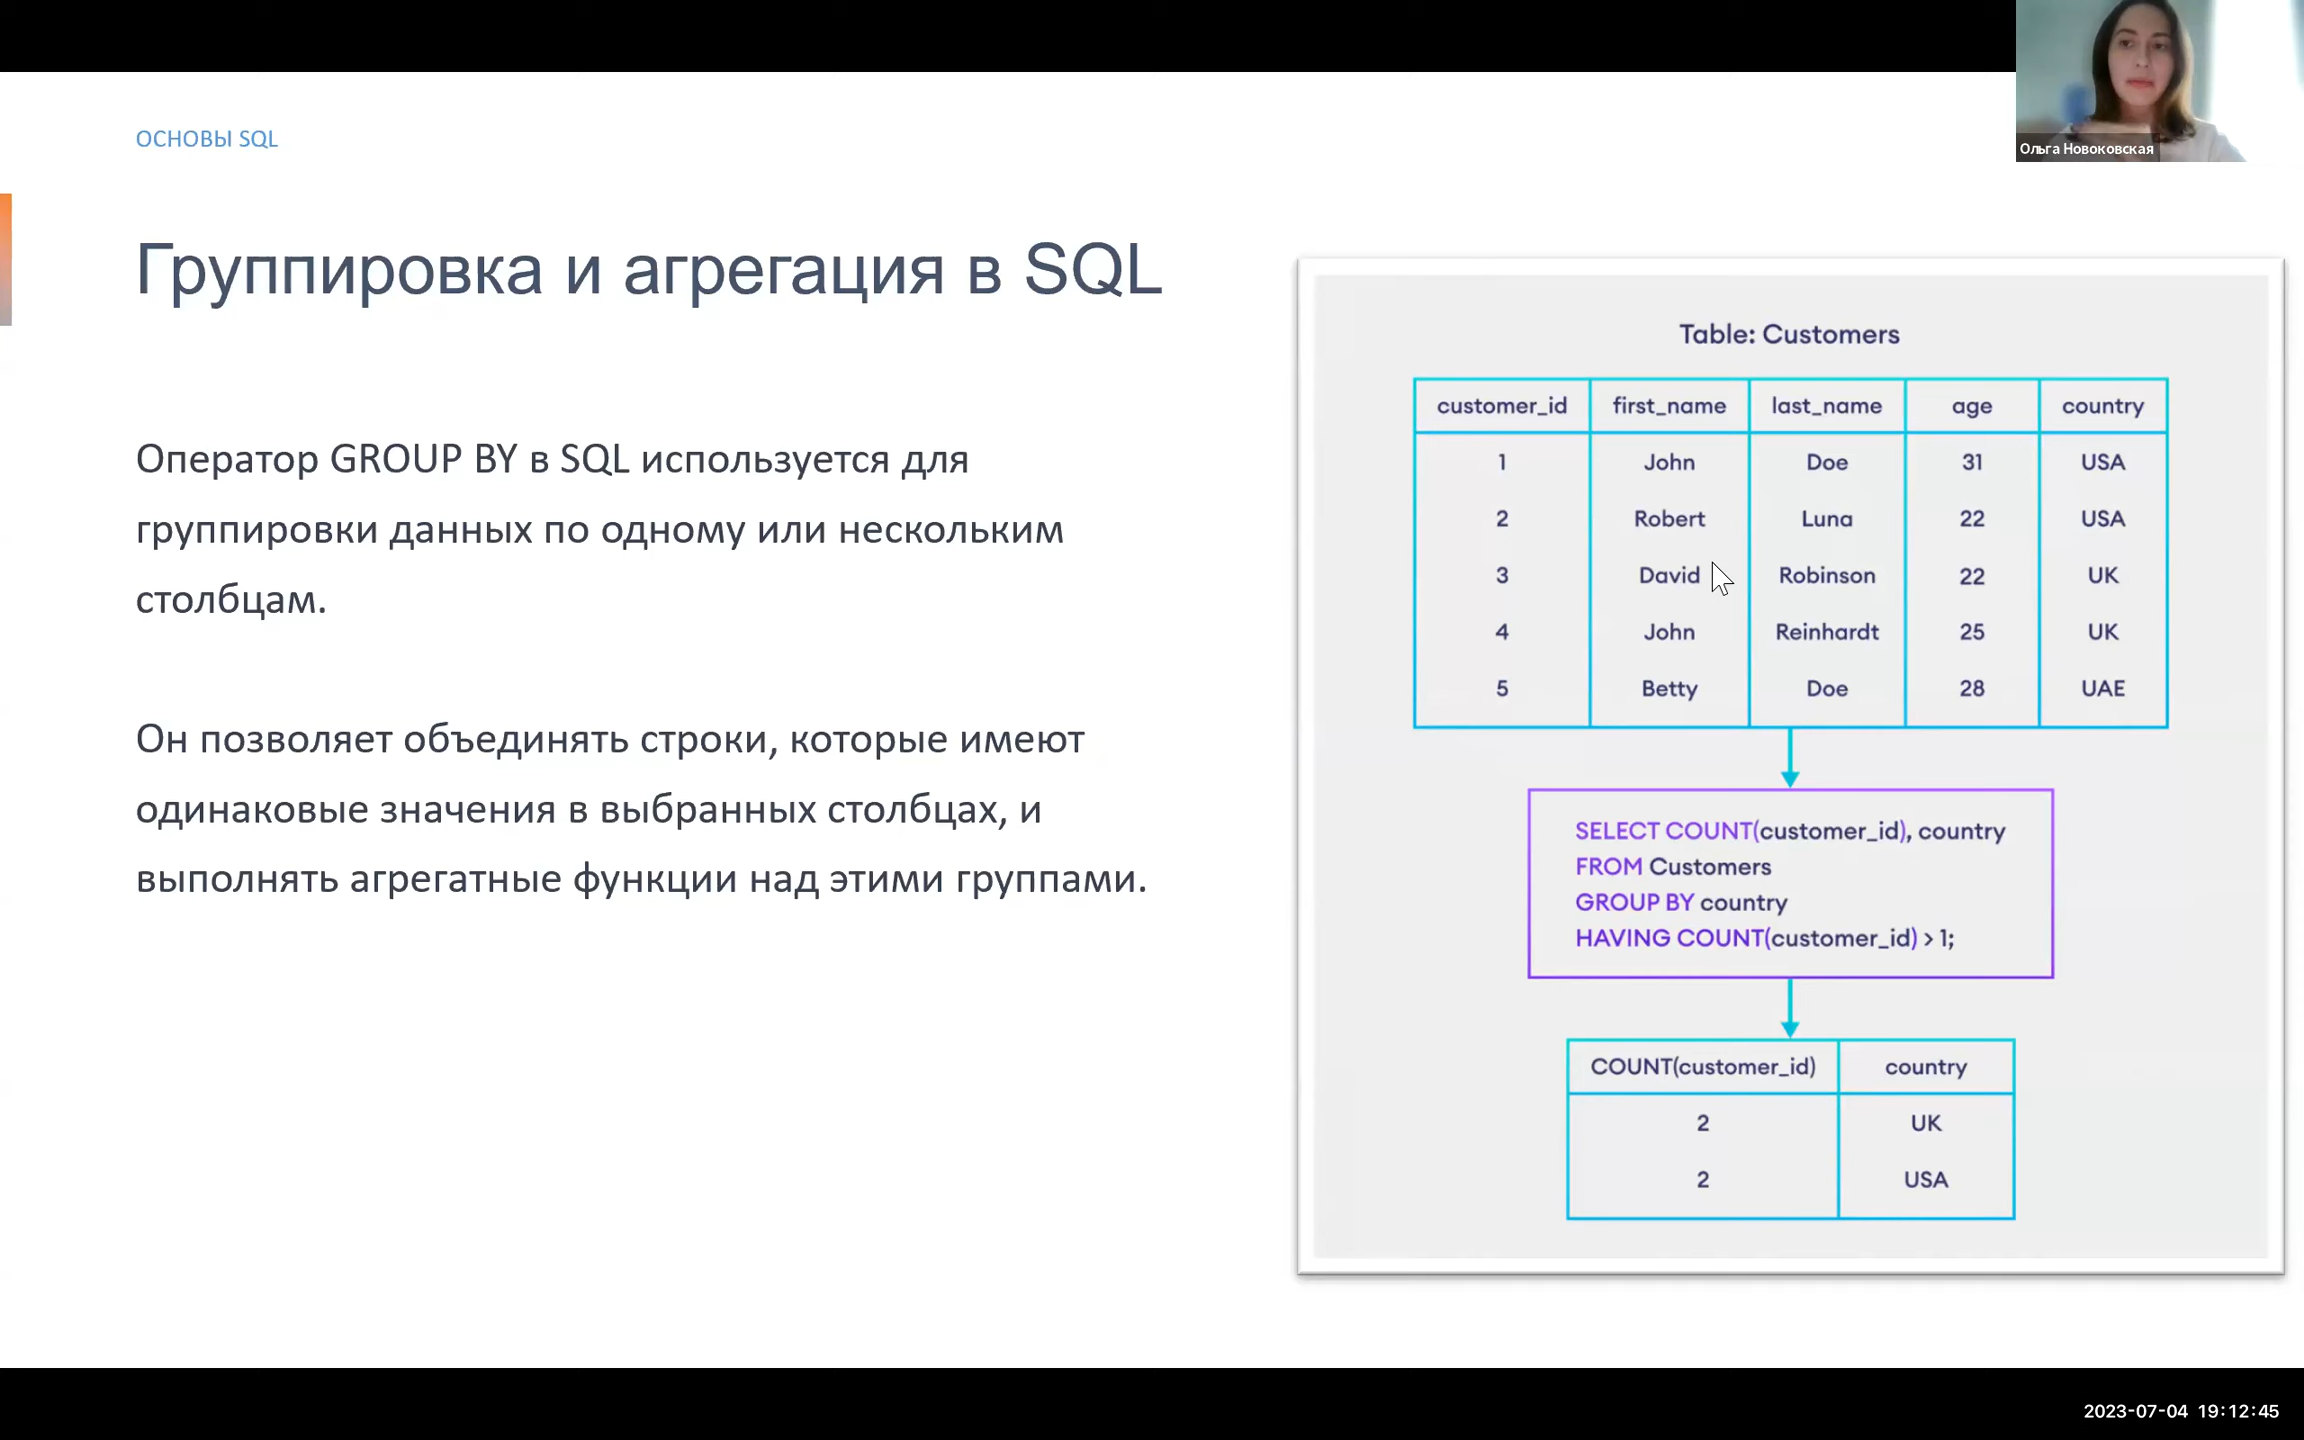 Ольга Новоковская
ОСНОВЫ SQL
Группировка и агрегация в SQL
Оператор GROUP BY в SQL используется для
группировки данных по одному или нескольким
столбцам.
Он позволяет объединять строки, которые имеют
одинаковые значения в выбранных столбцах, и
выполнять агрегатные функции над этими группами.
Table: Customers
customer_id first_name last_name age country
1 John Doe 31 USA
2 Robert Luna 22 USA
3 David Robinson 22 UK
4 John Reinhardt 25 UK
5 Betty Doe 28 UAE
SELECT COUNT(customer_id), country
FROM Customers
GROUP BY country
HAVING COUNT(customer_id) > 1;
COUNT(customer_id) country
2 UK
2 USA
2023-07-04 19:12:45